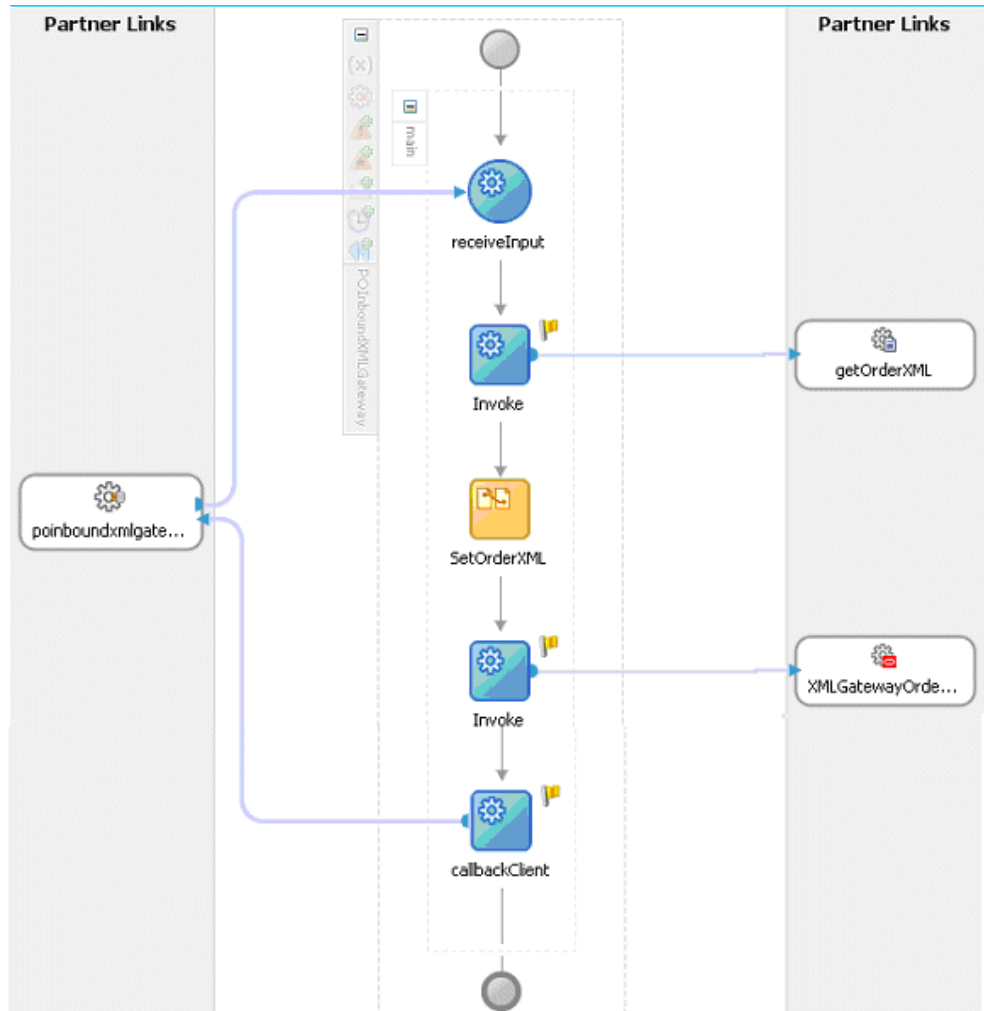 Partner Links
Partner Links
main
receiveInput
POInboundXMLGateway
Invoke
getOrderXML
poinboundxmlgate...
SetOrderXML
Invoke
XMLGatewayOrde...
callbackClient